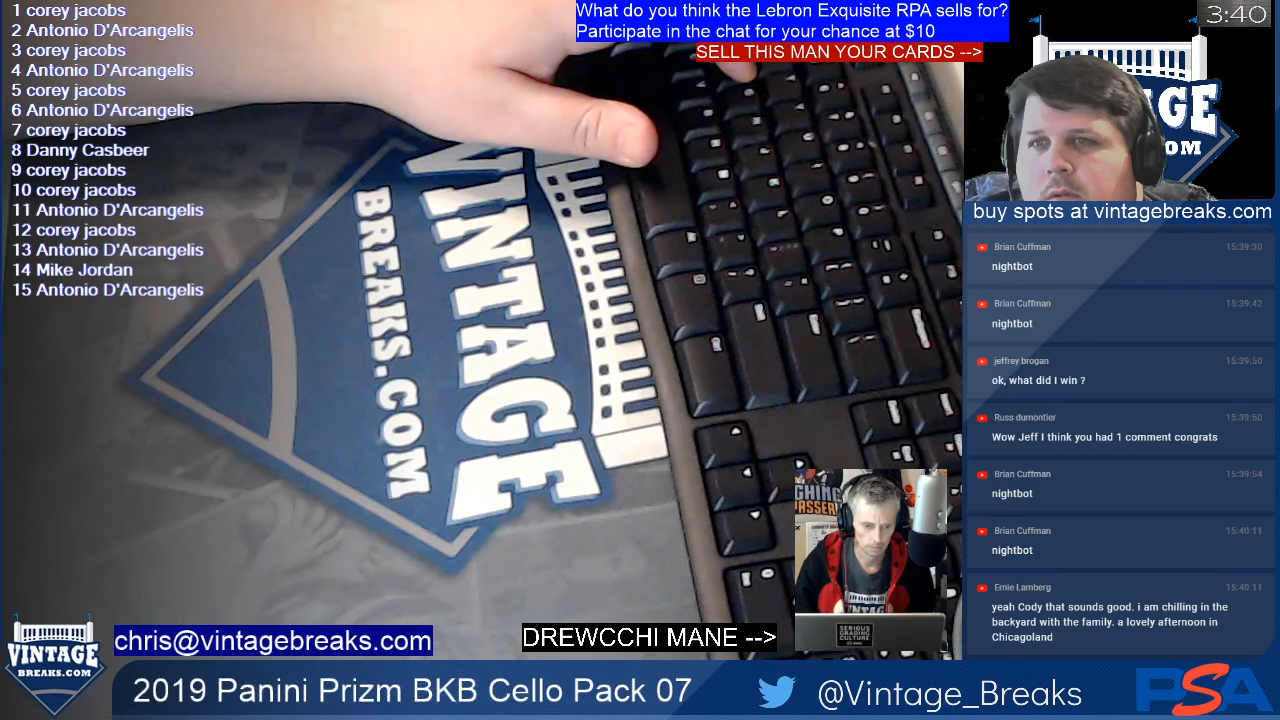 1 corey jacobs
2 Antonio D'Arcangelis
3 corey jacobs
4 Antonio D'Arcangelis
5 corey jacobs
6 Antonio D'Arcangelis
7 corey jacobs
8 Danny Casbeer
9 corey jacobs
10 corey jacobs
11 Antonio D'Arcangelis
12 corey jacobs
13 Antonio D'Arcangelis
14 Mike Jordan
15 Antonio D'Arcangelis
What do you think the Lebron Exquisite RPA sells for?
Participate in the chat for your chance at $10
SELL THIS MAN YOUR CARDS -->
3:40
VINTAGE
BREAKS.COM
buy spots at vintagebreaks.com
Brian Cuffman 15:39:30
nightbot
Brian Cuffman 15:39:42
nightbot
jeffrey brogan 15:39:50
ok, what did I win ?
Russ dumontier 15:39:50
Wow Jeff I think you had 1 comment congrats
Brian Cuffman 15:39:54
nightbot
Brian Cuffman 15:40:11
nightbot
Ernie Lamberg 15:40:11
yeah Cody that sounds good. i am chilling in the
backyard with the family. a lovely afternoon in
Chicagoland
SERIOUS
GRADING
CULTURE
DREWCCHI MANE -->
chris@vintagebreaks.com
VINTAGE
BREAKS.COM
2019 Panini Prizm BKB Cello Pack 07
@Vintage_Breaks
PSA